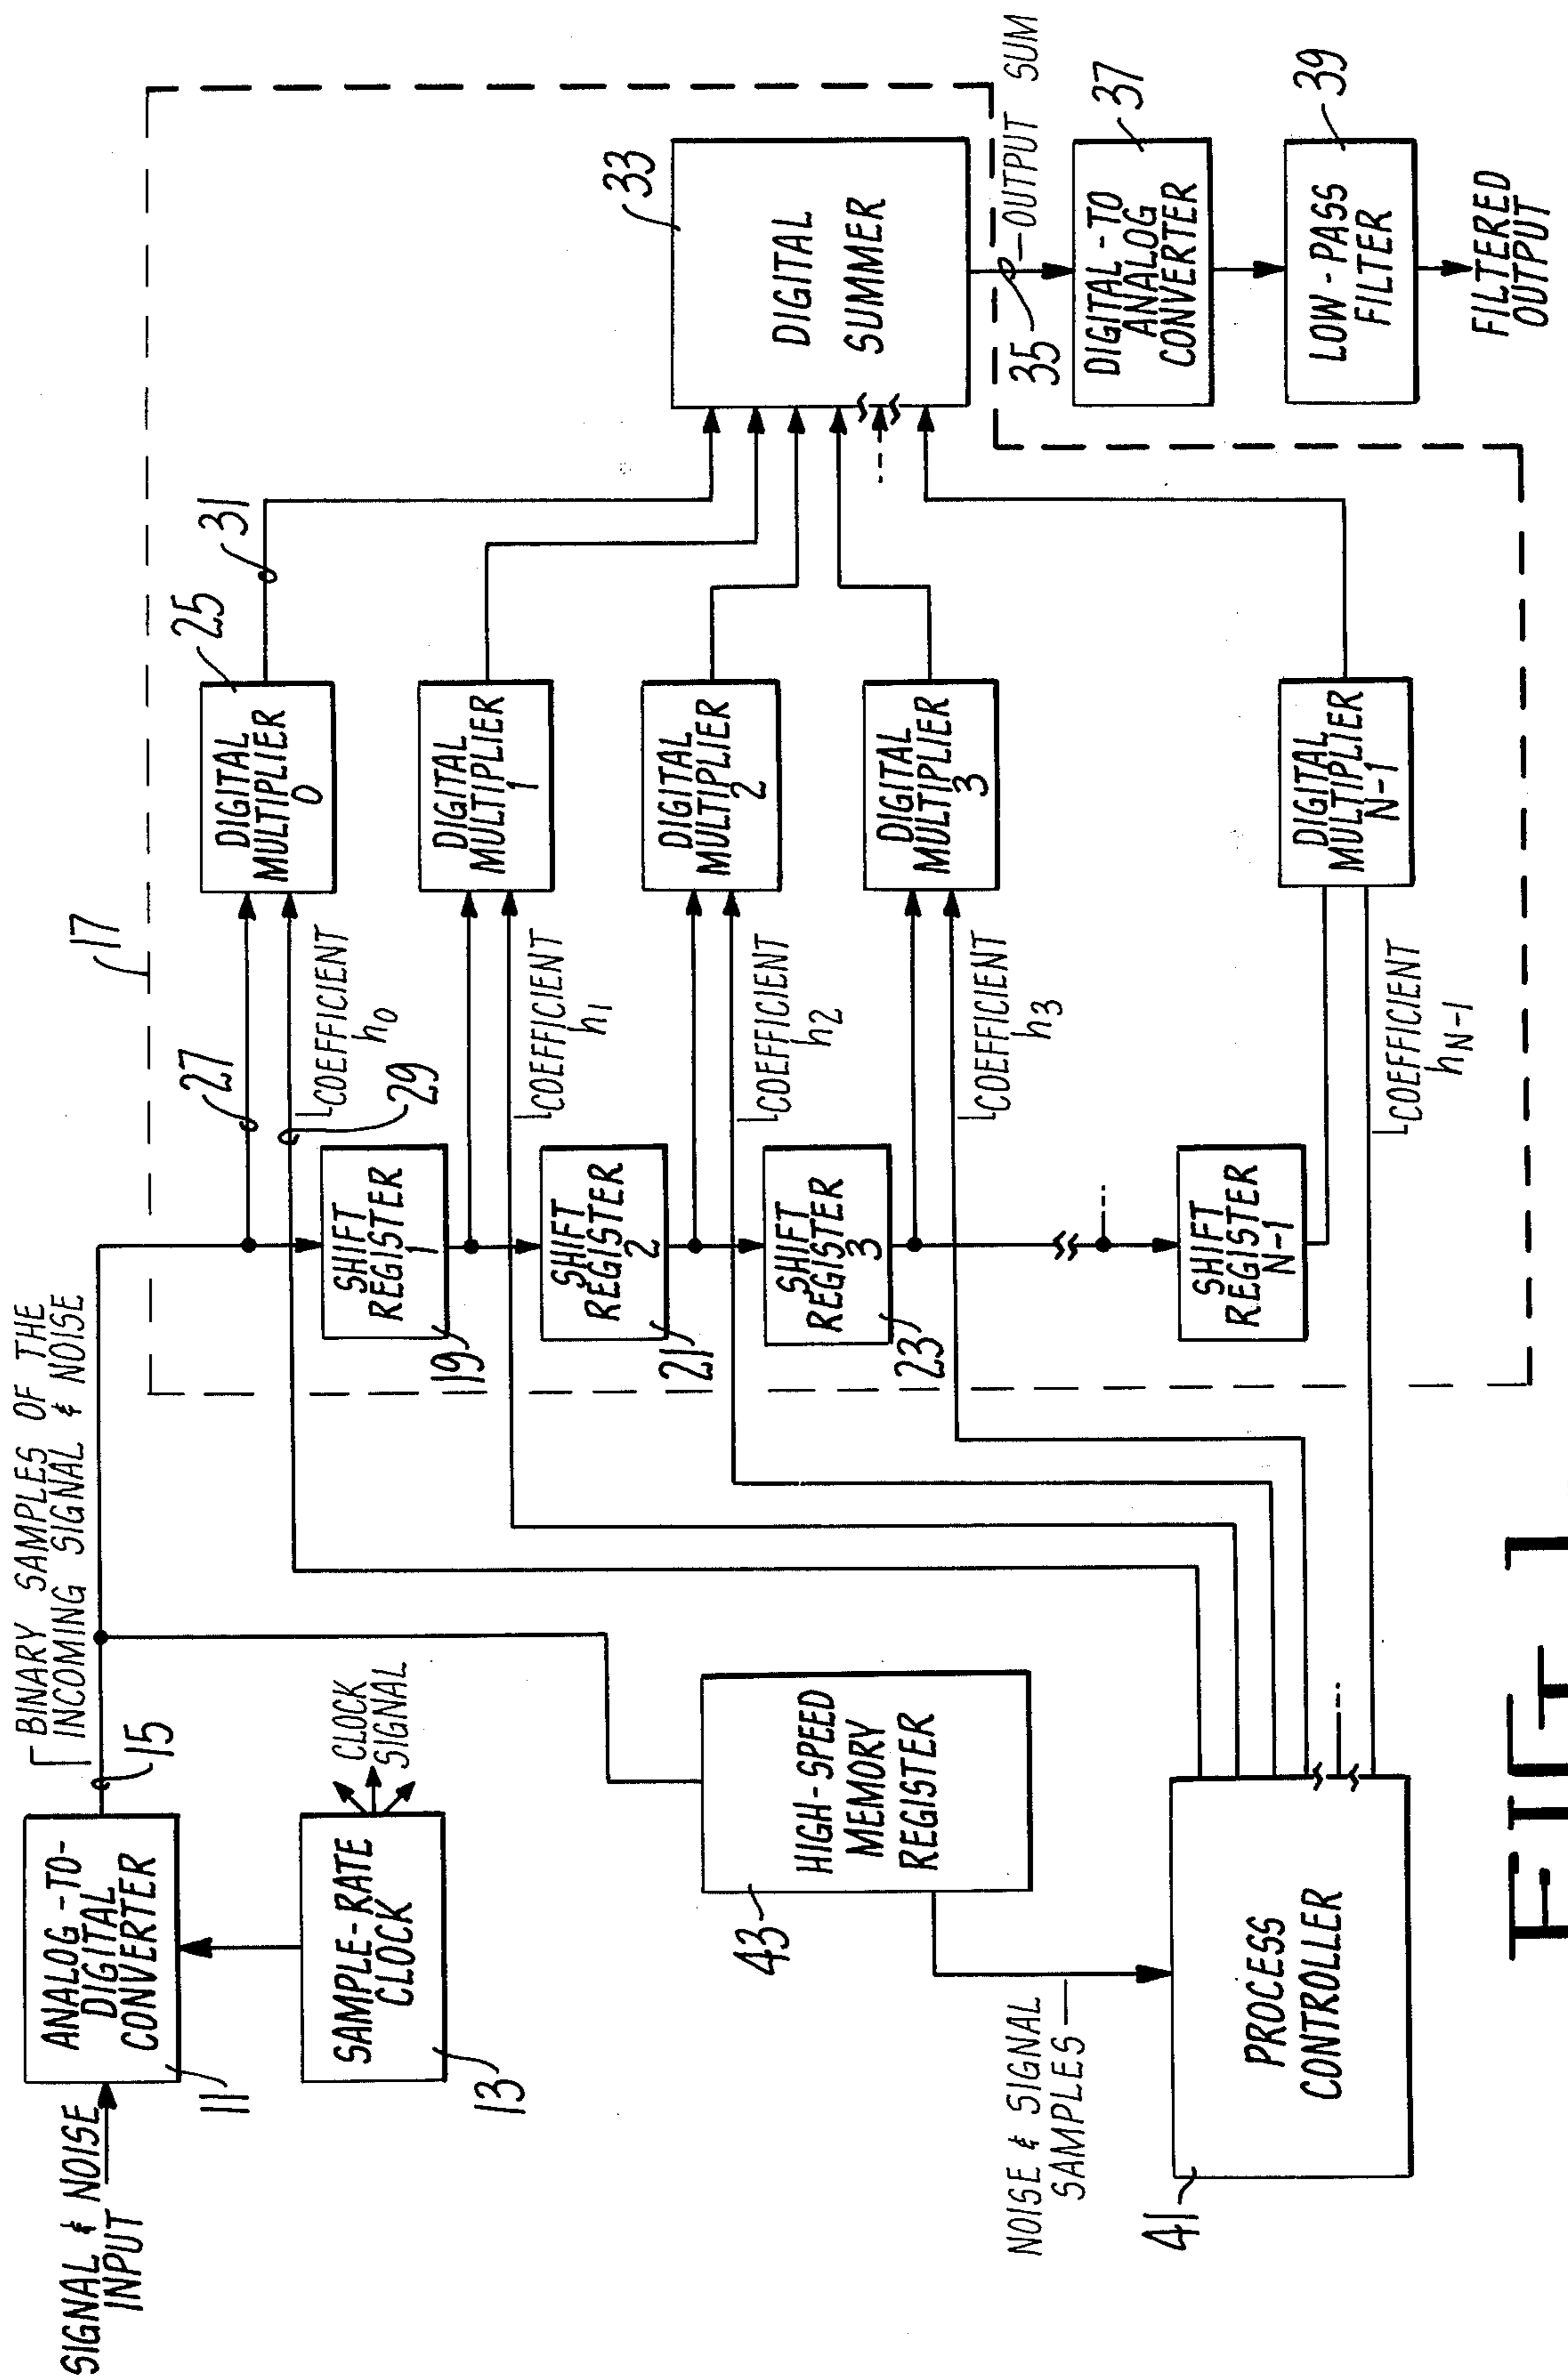 SIGNAL & NOISE
INPUT
ANALOG-TO-
DIGITAL
CONVERTER
11
15
BINARY SAMPLES OF THE
INCOMING SIGNAL & NOISE
SAMPLE-RATE
CLOCK
13
CLOCK
SIGNAL
HIGH-SPEED
MEMORY
REGISTER
43
NOISE & SIGNAL
SAMPLES
PROCESS
CONTROLLER
41
17
27
29
SHIFT
REGISTER
1
19
SHIFT
REGISTER
2
21
SHIFT
REGISTER
3
23
SHIFT
REGISTER
N-1
COEFFICIENT
h0
COEFFICIENT
h1
COEFFICIENT
h2
COEFFICIENT
h3
COEFFICIENT
hN-1
DIGITAL
MULTIPLIER
0
25
31
DIGITAL
MULTIPLIER
1
DIGITAL
MULTIPLIER
2
DIGITAL
MULTIPLIER
3
DIGITAL
MULTIPLIER
N-1
DIGITAL
SUMMER
33
35
OUTPUT SUM
DIGITAL-TO
ANALOG
CONVERTER
37
LOW-PASS
FILTER
39
FILTERED
OUTPUT